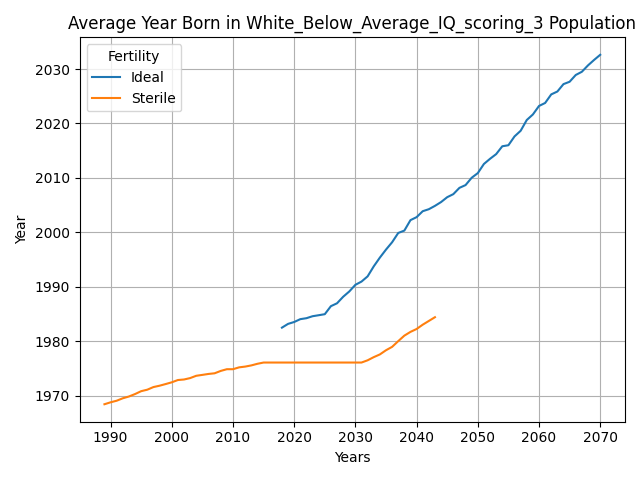 Average Year Born in White_Below_Average_IQ_scoring_3 Population
Fertility
Ideal
Sterile
Year
2030
2020
2010
2000
1990
1980
1970
1990 2000 2010 2020 2030 2040 2050 2060 2070
Years